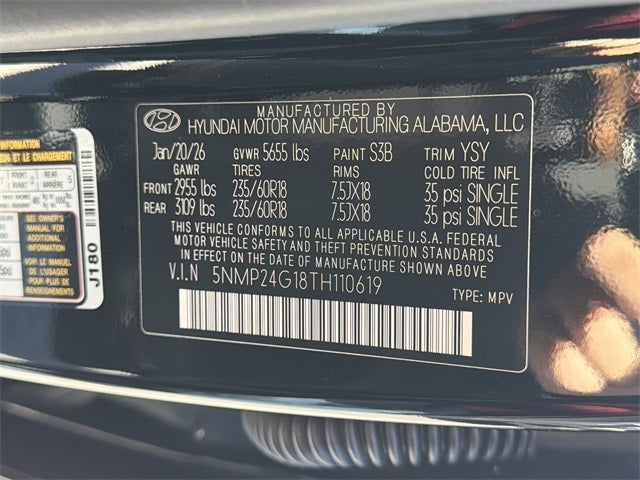 MANUFACTURED BY
HYUNDAI MOTOR MANUFACTURING ALABAMA, LLC
Jan/20/26 GVWR 5655 lbs PAINT S3B TRIM YSY
GAWR TIRES RIMS COLD TIRE INFL
FRONT 2955 lbs 235/60R18 7.5JX18 35 psi SINGLE
REAR 3109 lbs 235/60R18 7.5JX18 35 psi SINGLE
THIS VEHICLE CONFORMS TO ALL APPLICABLE U.S.A. FEDERAL
MOTOR VEHICLE SAFETY AND THEFT PREVENTION STANDARDS
IN EFFECT ON THE DATE OF MANUFACTURE SHOWN ABOVE.
V.I.N 5NMP24G18TH110619
TYPE: MPV
INFORMATION
REAR
ARRIÈRE
SEE OWNER'S
MANUAL FOR
ADDITIONAL
INFORMATION
VOIR LE MANUEL
DE L'USAGER
POUR PLUS DE
RENSEIGNEMENTS
J180